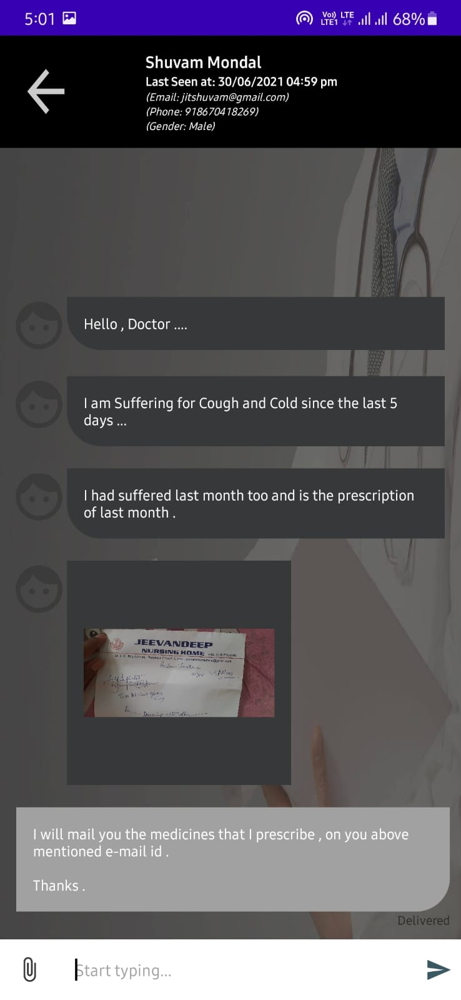 5:01
Vo)) LTE
LTE1
68%
Shuvam Mondal
Last Seen at: 30/06/2021 04:59 pm
(Email: jitshuvam@gmail.com)
(Phone: 918670418269)
(Gender: Male)
Hello , Doctor ....
I am Suffering for Cough and Cold since the last 5
days ...
I had suffered last month too and is the prescription
of last month .
JEEVANDEEP
NURSING HOME
I will mail you the medicines that I prescribe , on you above
mentioned e-mail id .
Thanks .
Delivered
Start typing...